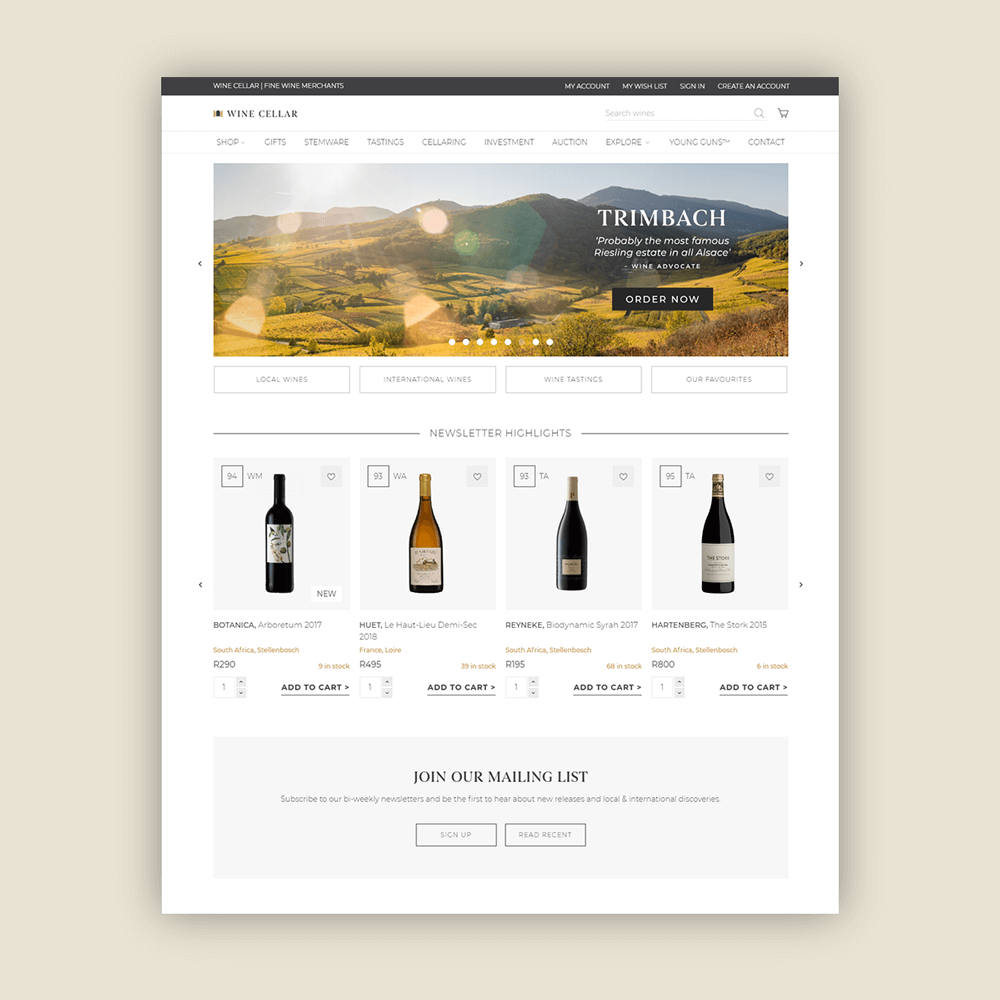 WINE CELLAR | FINE WINE MERCHANTS
MY ACCOUNT MY WISH LIST SIGN IN CREATE AN ACCOUNT
WINE CELLAR
Search wines
SHOP GIFTS STEMWARE TASTINGS CELLARING INVESTMENT AUCTION EXPLORE YOUNG GUNS™ CONTACT
TRIMBACH
'Probably the most famous
Riesling estate in all Alsace'
– WINE ADVOCATE
ORDER NOW
LOCAL WINES INTERNATIONAL WINES WINE TASTINGS OUR FAVOURITES
NEWSLETTER HIGHLIGHTS
94 WM
93 WA
93 TA
95 TA
THE STORK
NEW
BOTANICA, Arboretum 2017
South Africa, Stellenbosch
R290 9 in stock
1 ADD TO CART >
HUET, Le Haut-Lieu Demi-Sec
2018
France, Loire
R495 39 in stock
1 ADD TO CART >
REYNEKE, Biodynamic Syrah 2017
South Africa, Stellenbosch
R195 68 in stock
1 ADD TO CART >
HARTENBERG, The Stork 2015
South Africa, Stellenbosch
R800 6 in stock
1 ADD TO CART >
JOIN OUR MAILING LIST
Subscribe to our bi-weekly newsletters and be the first to hear about new releases and local & international discoveries.
SIGN UP READ RECENT